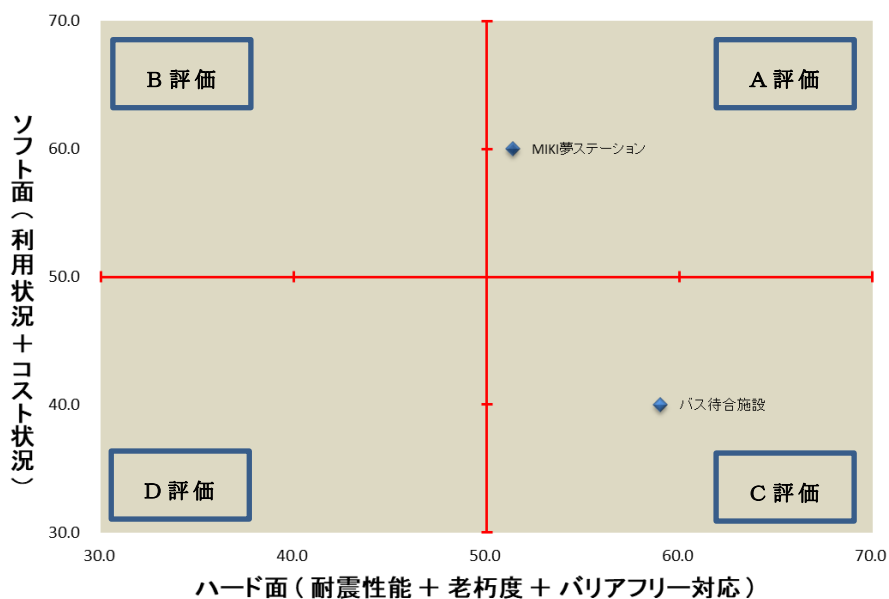 70.0
B 評価
A 評価
60.0
MIKI夢ステーション
ソフト面（利用状況＋コスト状況）
50.0
40.0
バス待合施設
D 評価
C 評価
30.0
30.0 40.0 50.0 60.0 70.0
ハード面 ( 耐震性能 ＋ 老朽度 ＋ バリアフリー対応 )